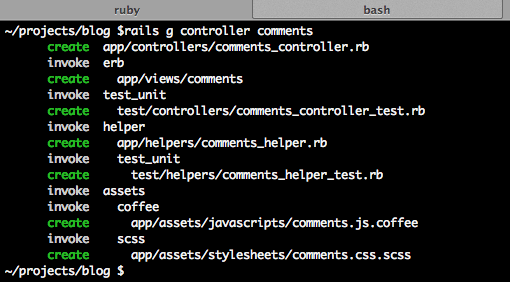 ruby bash
~/projects/blog $rails g controller comments
create app/controllers/comments_controller.rb
invoke erb
create app/views/comments
invoke test_unit
create test/controllers/comments_controller_test.rb
invoke helper
create app/helpers/comments_helper.rb
invoke test_unit
create test/helpers/comments_helper_test.rb
invoke assets
invoke coffee
create app/assets/javascripts/comments.js.coffee
invoke scss
create app/assets/stylesheets/comments.css.scss
~/projects/blog $